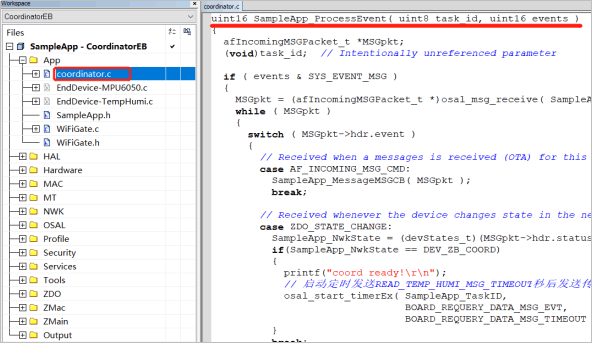 Workspace
CoordinatorEB
Files
SampleApp - CoordinatorEB
App
coordinator.c
EndDevice-MPU6050.c
EndDevice-TempHumi.c
SampleApp.h
WiFiGate.c
WiFiGate.h
HAL
Hardware
MAC
MT
NWK
OSAL
Profile
Security
Services
Tools
ZDO
ZMac
ZMain
Output
coordinator.c
uint16 SampleApp_ProcessEvent( uint8 task_id, uint16 events )
{
afIncomingMSGPacket_t *MSGpkt;
(void)task_id; // Intentionally unreferenced parameter
if ( events & SYS_EVENT_MSG )
{
MSGpkt = (afIncomingMSGPacket_t *)osal_msg_receive( SampleA
while ( MSGpkt )
{
switch ( MSGpkt->hdr.event )
{
// Received when a messages is received (OTA) for this
case AF_INCOMING_MSG_CMD:
SampleApp_MessageMSGCB( MSGpkt );
break;
// Received whenever the device changes state in the ne
case ZDO_STATE_CHANGE:
SampleApp_NwkState = (devStates_t)(MSGpkt->hdr.status
if(SampleApp_NwkState == DEV_ZB_COORD)
{
printf("coord ready!\r\n");
// 启动定时发送READ_TEMP_HUMI_MSG_TIMEOUT秒后发送传
osal_start_timerEx( SampleApp_TaskID,
BOARD_REQUERY_DATA_MSG_EVT,
BOARD_REQUERY_DATA_MSG_TIMEOUT
}
break;